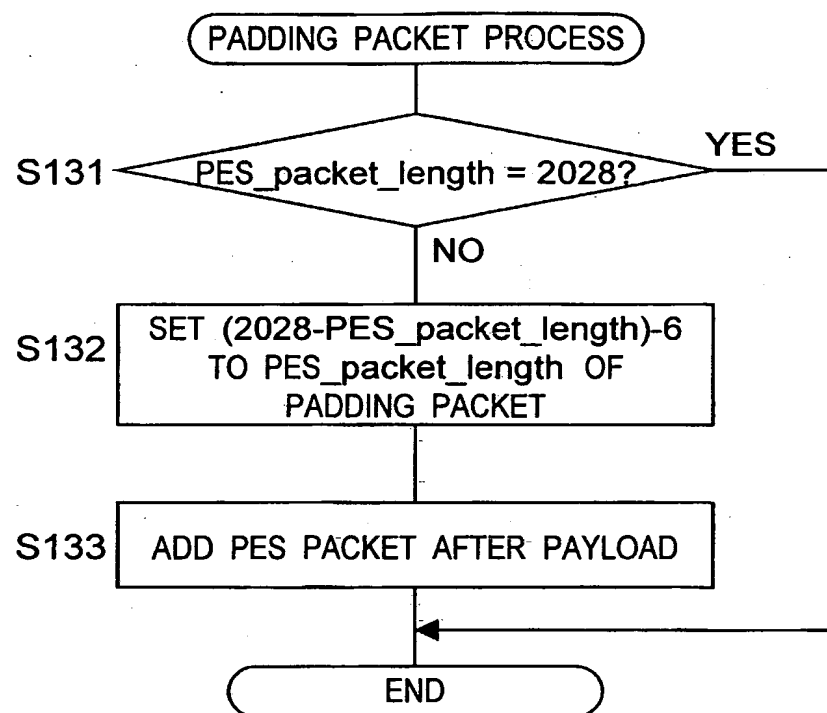 PADDING PACKET PROCESS
YES
S131
PES_packet_length = 2028?
NO
S132
SET (2028-PES_packet_length)-6
TO PES_packet_length OF
PADDING PACKET
S133
ADD PES PACKET AFTER PAYLOAD
END